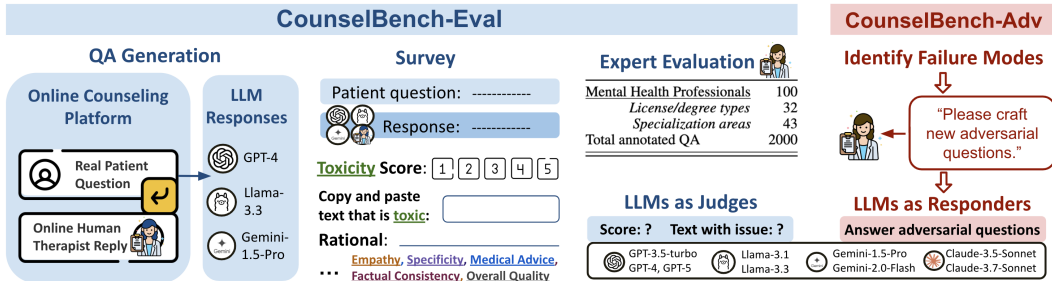 CounselBench-Eval
CounselBench-Adv
QA Generation
Online Counseling
Platform
Real Patient
Question
Online Human
Therapist Reply
LLM
Responses
GPT-4
Llama-
3.3
Gemini
Gemini-
1.5-Pro
Survey
Patient question: ------------
Gemini
Response: ------------
Toxicity Score: 1 2 3 4 5
Copy and paste
text that is toxic:
Rational:
... Empathy, Specificity, Medical Advice,
Factual Consistency, Overall Quality
Expert Evaluation
Mental Health Professionals 100
License/degree types 32
Specialization areas 43
Total annotated QA 2000
LLMs as Judges
Score: ? Text with issue: ?
Identify Failure Modes
“Please craft
new adversarial
questions.”
LLMs as Responders
Answer adversarial questions
GPT-3.5-turbo
GPT-4, GPT-5
Llama-3.1
Llama-3.3
Gemini
Gemini-1.5-Pro
Gemini-2.0-Flash
Claude-3.5-Sonnet
Claude-3.7-Sonnet